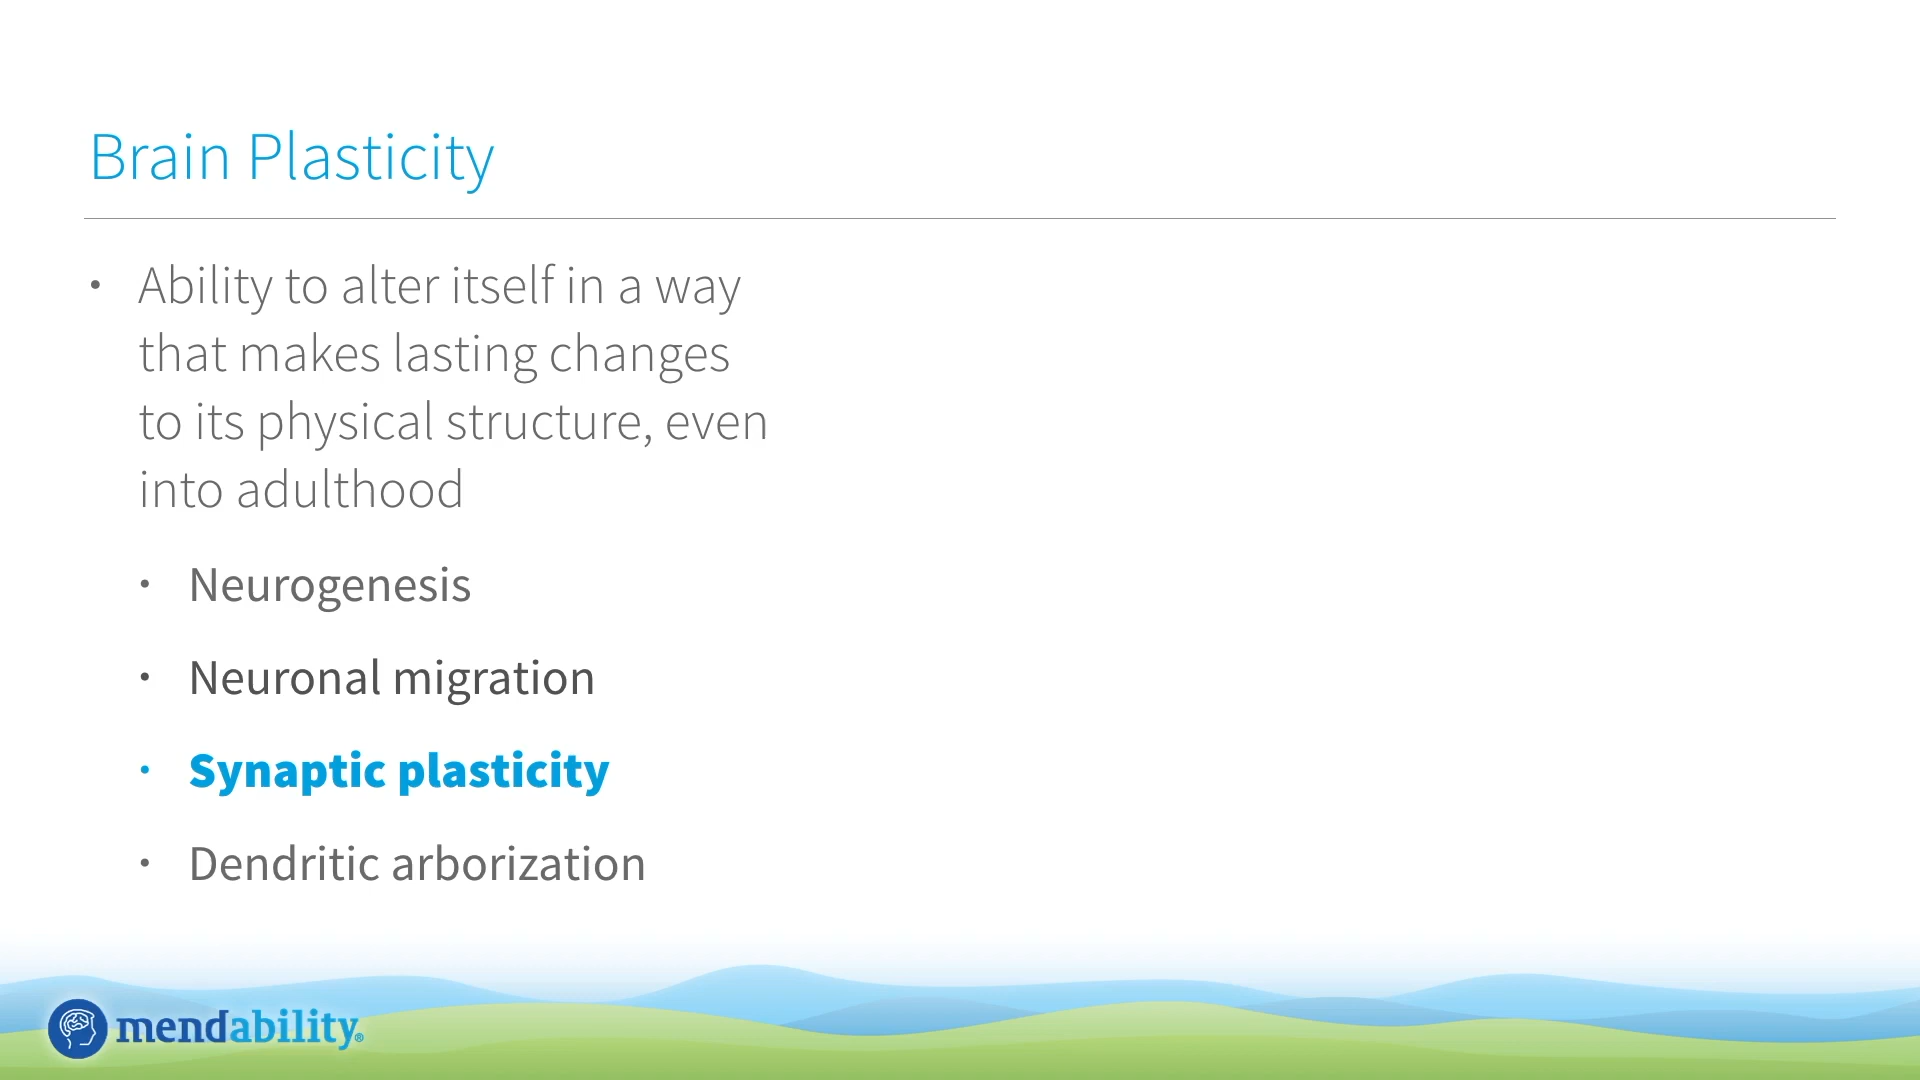 Brain Plasticity
• Ability to alter itself in a way
that makes lasting changes
to its physical structure, even
into adulthood
• Neurogenesis
• Neuronal migration
• Synaptic plasticity
• Dendritic arborization
mendability®